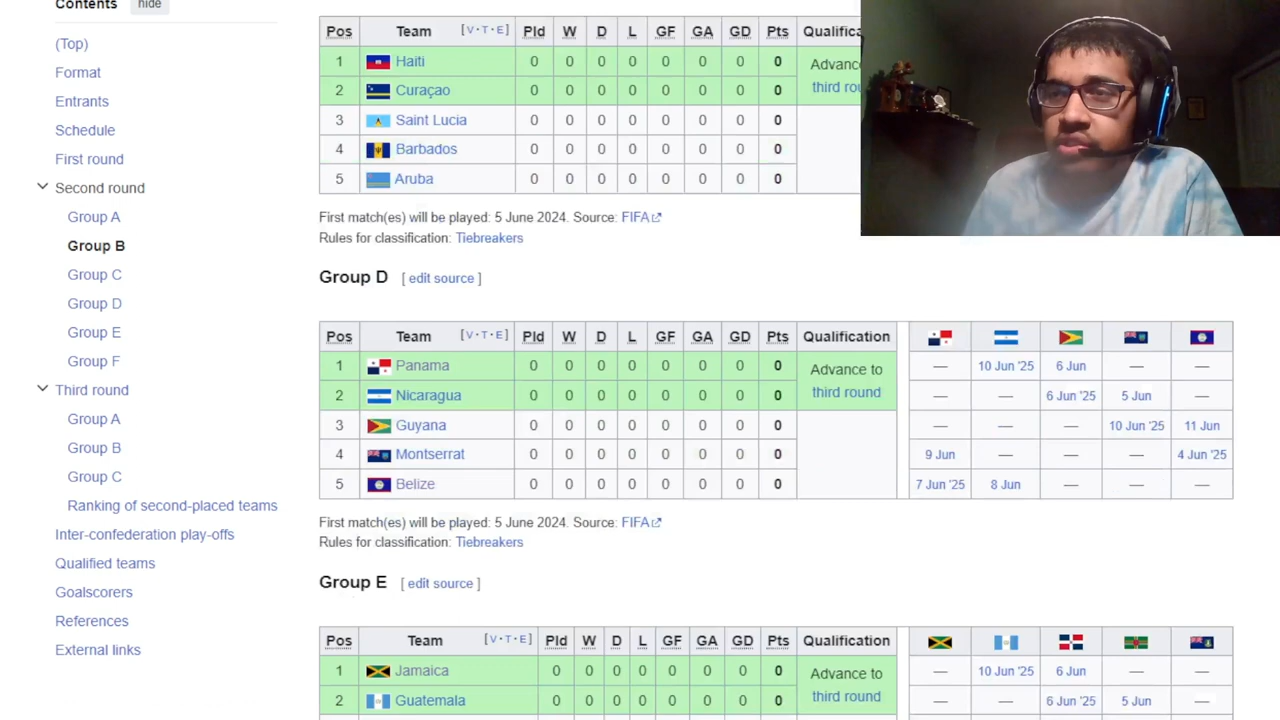 Contents hide
(Top)
Format
Entrants
Schedule
First round
Second round
Group A
Group B
Group C
Group D
Group E
Group F
Third round
Group A
Group B
Group C
Ranking of second-placed teams
Inter-confederation play-offs
Qualified teams
Goalscorers
References
External links
Pos Team [V·T·E] Pld W D L GF GA GD Pts
1 Haiti 0 0 0 0 0 0 0 0 Advance
2 Curaçao 0 0 0 0 0 0 0 0 third
3 Saint Lucia 0 0 0 0 0 0 0 0
4 Barbados 0 0 0 0 0 0 0 0
5 Aruba 0 0 0 0 0 0 0 0
First match(es) will be played: 5 June 2024. Source: FIFA
Rules for classification: Tiebreakers
Group D [ edit source ]
Pos Team [V·T·E] Pld W D L GF GA GD Pts Qualification
1 Panama 0 0 0 0 0 0 0 0 Advance to — 10 Jun '25 6 Jun — —
2 Nicaragua 0 0 0 0 0 0 0 0 third round — — 6 Jun '25 5 Jun —
3 Guyana 0 0 0 0 0 0 0 0 — — — 10 Jun '25 11 Jun
4 Montserrat 0 0 0 0 0 0 0 0 9 Jun — — — 4 Jun '25
5 Belize 0 0 0 0 0 0 0 0 7 Jun '25 8 Jun — — —
First match(es) will be played: 5 June 2024. Source: FIFA
Rules for classification: Tiebreakers
Group E [ edit source ]
Pos Team [V·T·E] Pld W D L GF GA GD Pts Qualification
1 Jamaica 0 0 0 0 0 0 0 0 Advance to — 10 Jun '25 6 Jun — —
2 Guatemala 0 0 0 0 0 0 0 0 third round — — 6 Jun '25 5 Jun